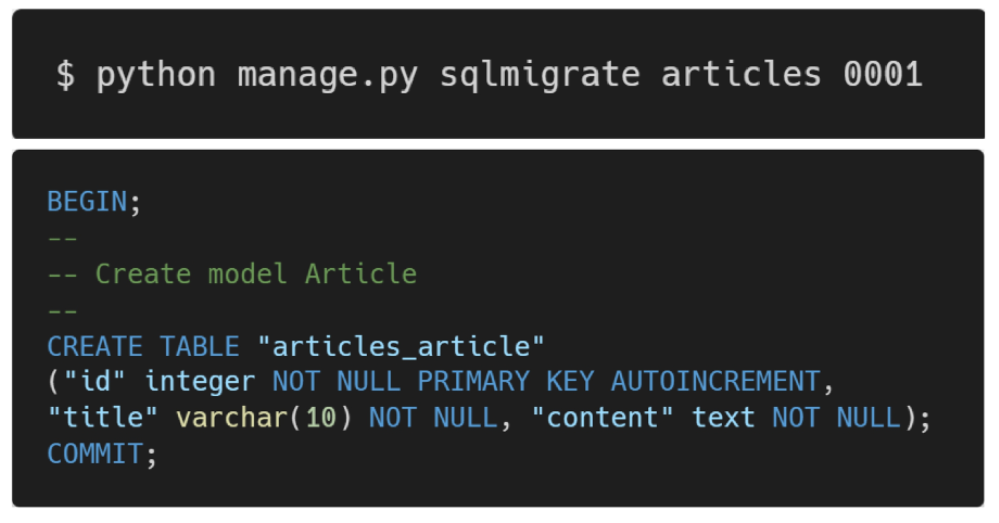 $ python manage.py sqlmigrate articles 0001
BEGIN;
--
-- Create model Article
--
CREATE TABLE "articles_article"
("id" integer NOT NULL PRIMARY KEY AUTOINCREMENT,
"title" varchar(10) NOT NULL, "content" text NOT NULL);
COMMIT;